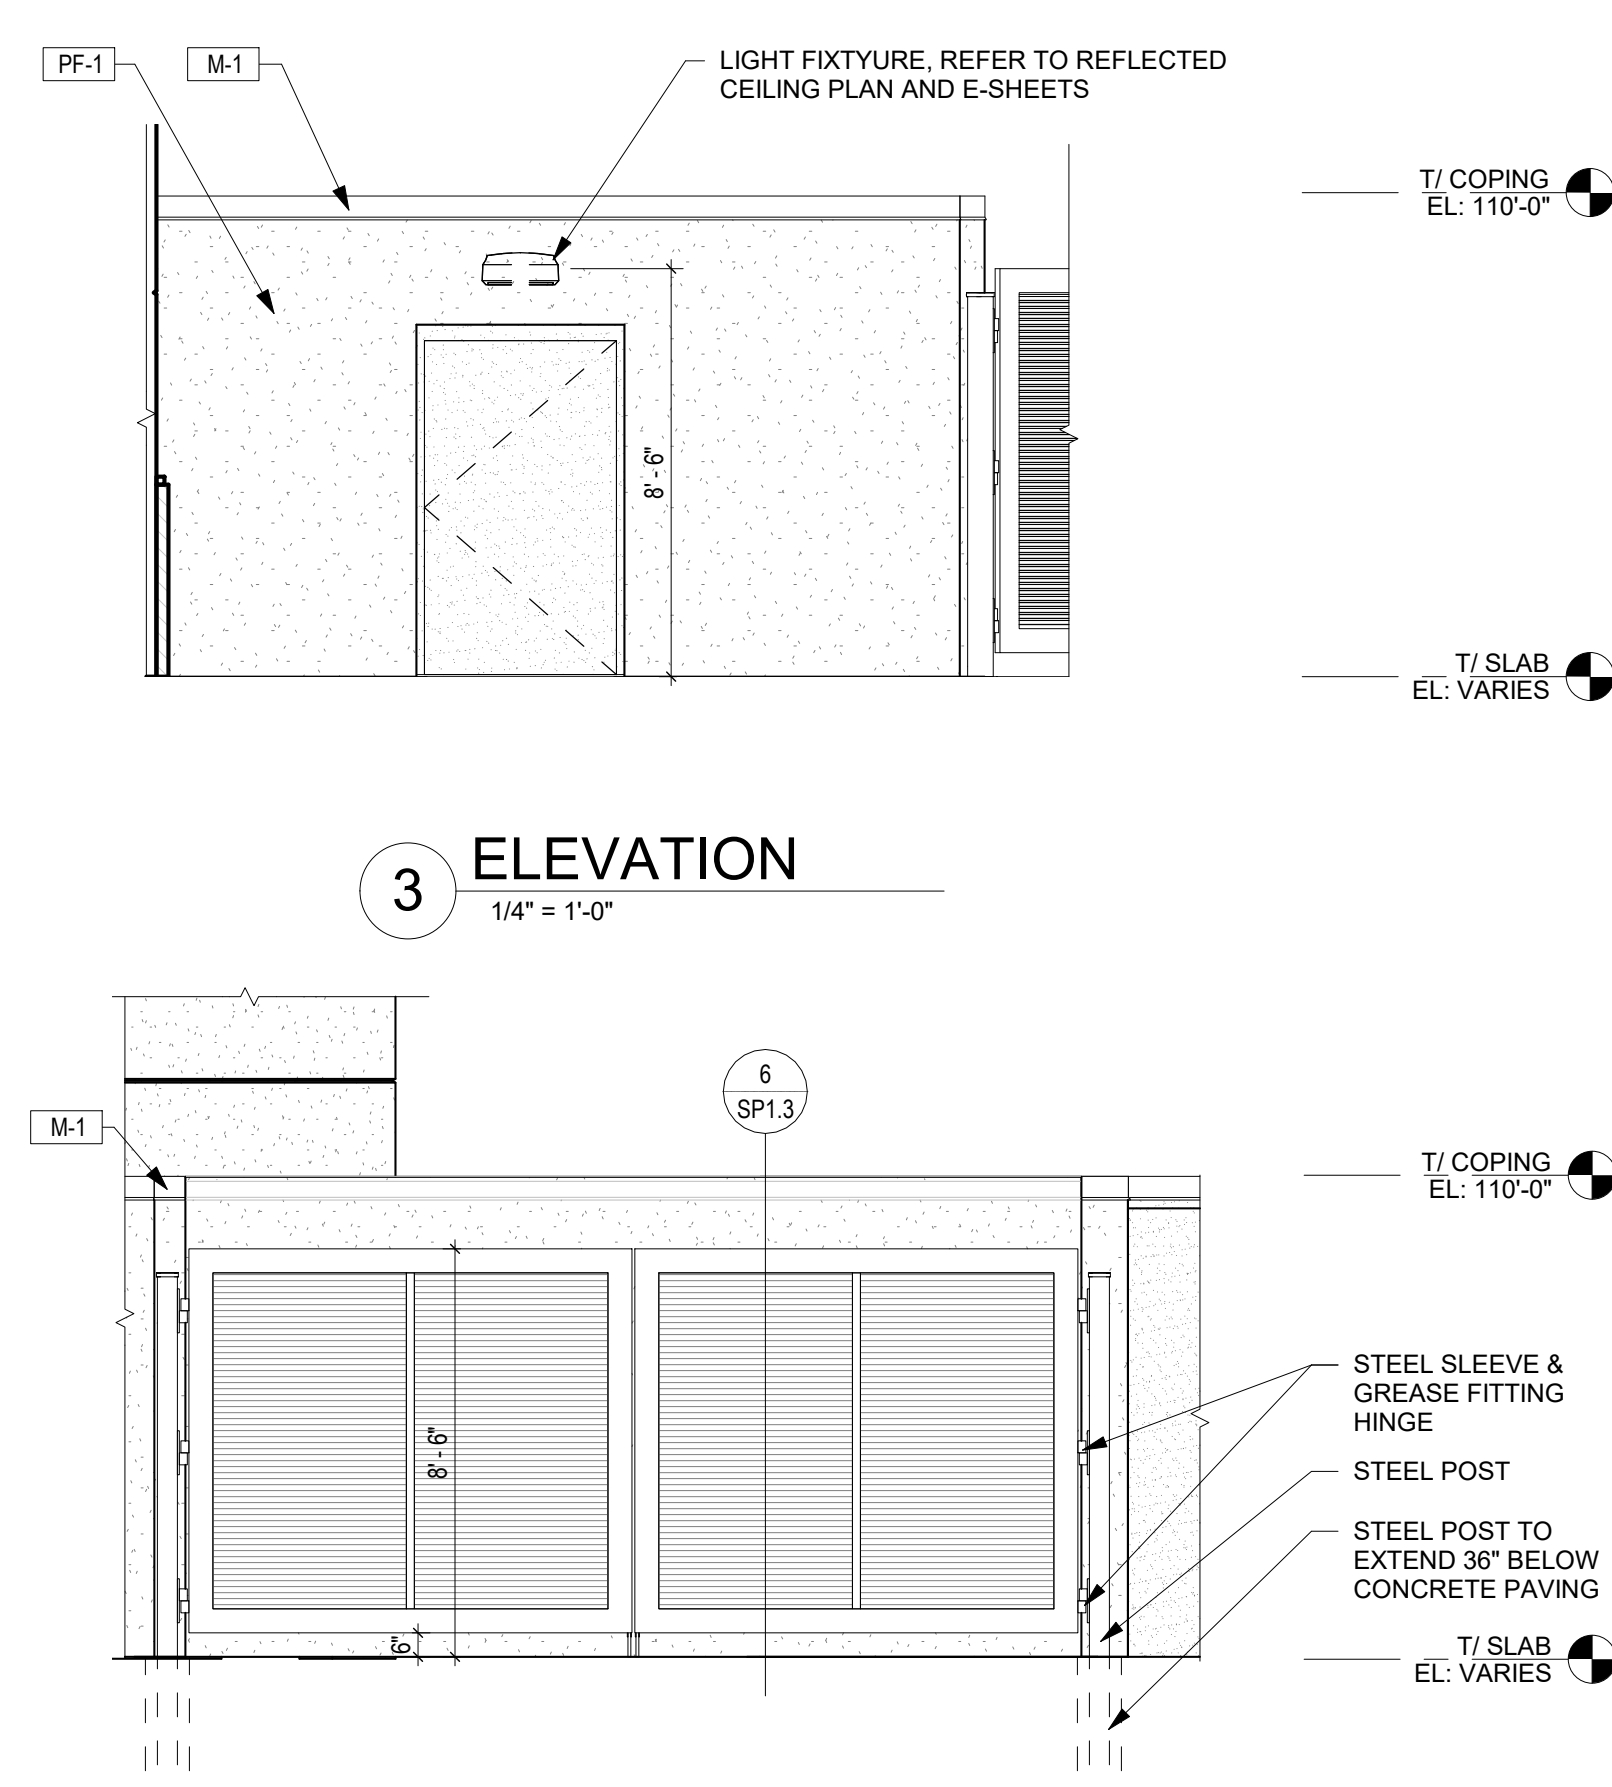 PF-1
M-1
LIGHT FIXTYURE, REFER TO REFLECTED
CEILING PLAN AND E-SHEETS
T/ COPING
EL: 110'-0"
8' - 6"
T/ SLAB
EL: VARIES
3
ELEVATION
1/4" = 1'-0"
6
SP1.3
M-1
T/ COPING
EL: 110'-0"
8' - 6"
STEEL SLEEVE &
GREASE FITTING
HINGE
STEEL POST
STEEL POST TO
EXTEND 36" BELOW
CONCRETE PAVING
6"
T/ SLAB
EL: VARIES